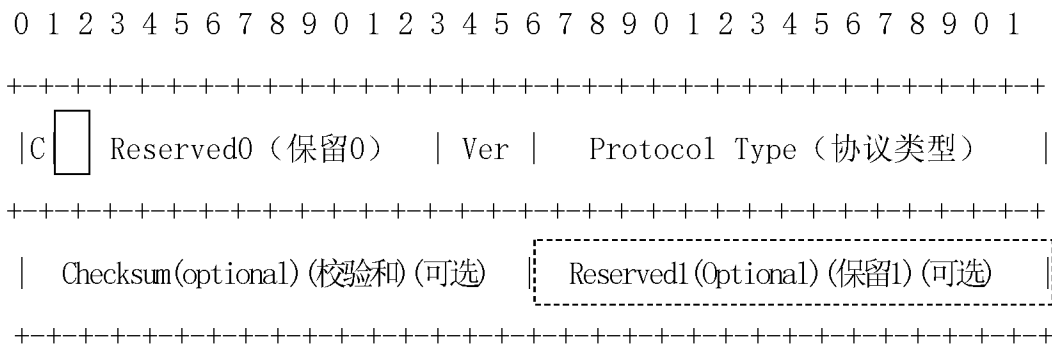 0 1 2 3 4 5 6 7 8 9 0 1 2 3 4 5 6 7 8 9 0 1 2 3 4 5 6 7 8 9 0 1
+-+-+-+-+-+-+-+-+-+-+-+-+-+-+-+-+-+-+-+-+-+-+-+-+-+-+-+-+-+-+-+-+
|C| Reserved0（保留0） | Ver | Protocol Type（协议类型） |
+-+-+-+-+-+-+-+-+-+-+-+-+-+-+-+-+-+-+-+-+-+-+-+-+-+-+-+-+-+-+-+-+
| Checksum(optional)(校验和)(可选) | Reserved1(Optional)(保留1)(可选) |
+-+-+-+-+-+-+-+-+-+-+-+-+-+-+-+-+-+-+-+-+-+-+-+-+-+-+-+-+-+-+-+-+